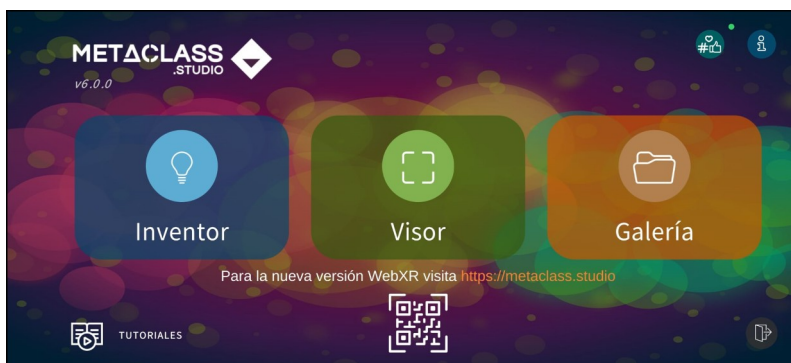 METACLASS
.STUDIO
v6.0.0
#
Inventor
Visor
Galería
Para la nueva versión WebXR visita https://metaclass.studio
TUTORIALES